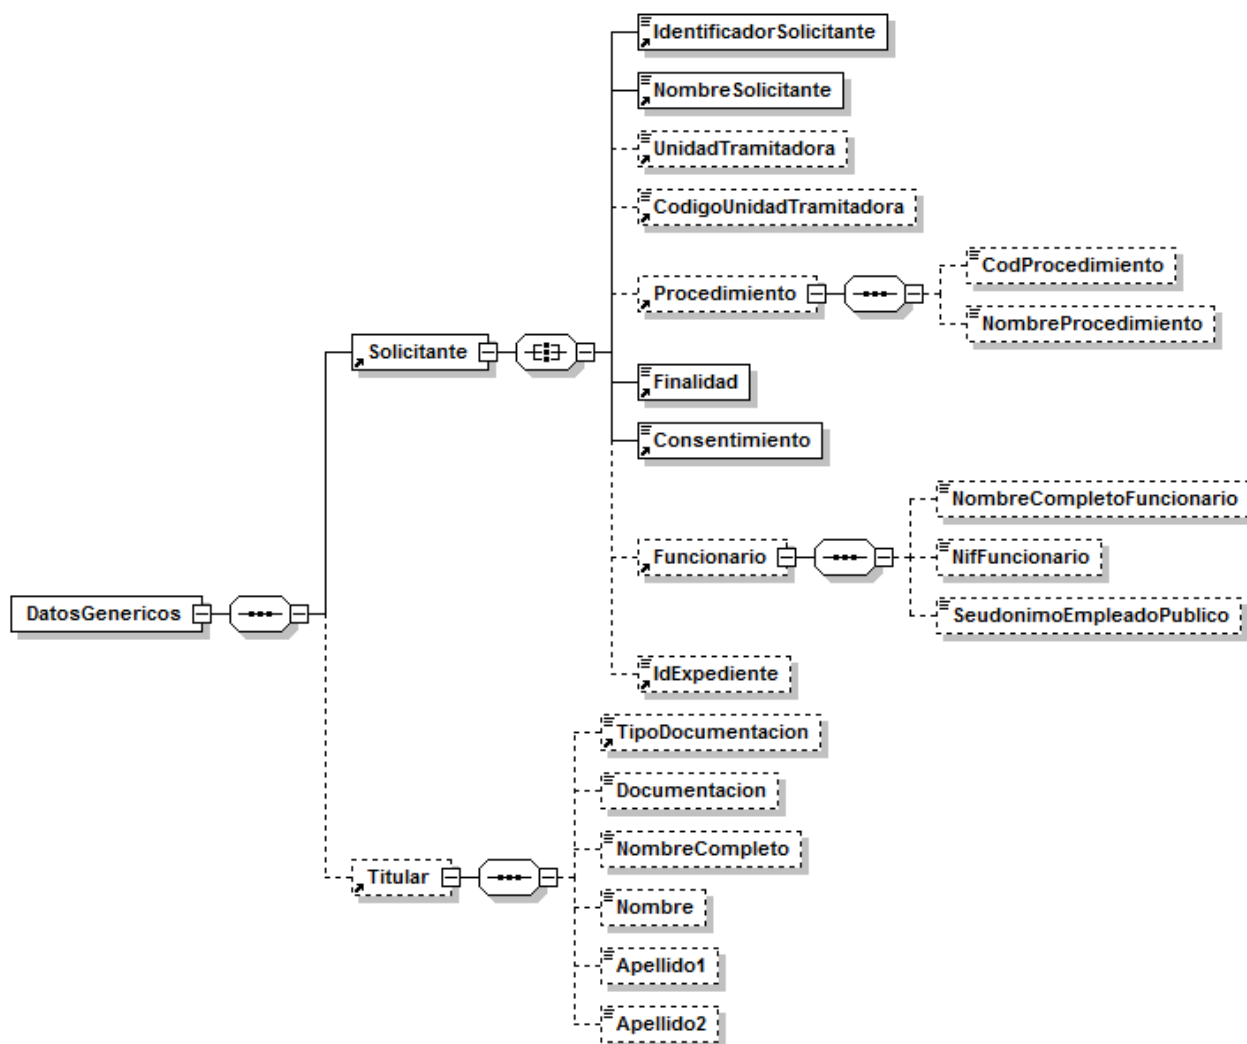 IdentificadorSolicitante
NombreSolicitante
UnidadTramitadora
CodigoUnidadTramitadora
CodProcedimiento
Procedimiento
NombreProcedimiento
Solicitante
Finalidad
Consentimiento
NombreCompletoFuncionario
Funcionario
NifFuncionario
DatosGenericos
SeudonimoEmpleadoPublico
IdExpediente
TipoDocumentacion
Documentacion
NombreCompleto
Titular
Nombre
Apellido1
Apellido2